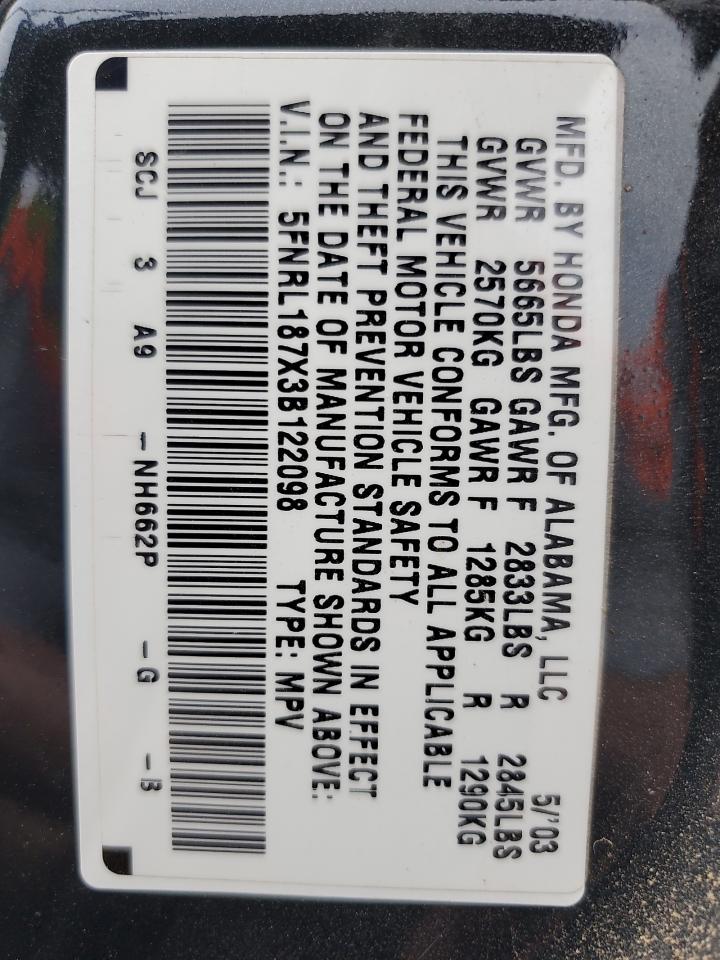 MFD. BY HONDA MFG. OF ALABAMA, LLC 5/'03
GVWR 5665LBS GAWR F 2833LBS R 2845LBS
GVWR 2570KG GAWR F 1285KG R 1290KG
THIS VEHICLE CONFORMS TO ALL APPLICABLE
FEDERAL MOTOR VEHICLE SAFETY
AND THEFT PREVENTION STANDARDS IN EFFECT
ON THE DATE OF MANUFACTURE SHOWN ABOVE:
V.I.N.: 5FNRL187X3B122098 TYPE: MPV
SCJ 3 A9 -NH662P -G -B